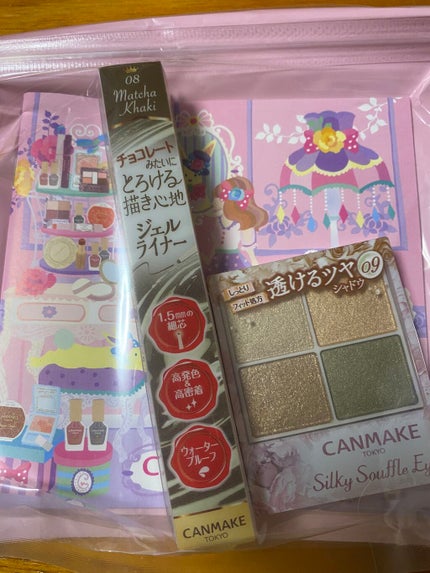 08
Matcha
Khaki
チョコレート
みたいに
とろける
描き心地
ジェル
ライナー
1.5mmの
細芯
高発色
&
高密着
ウォーター
プルーフ
CANMAKE
TOKYO
しっとり
フィット処方
透けるツヤ
シャドウ
09
CANMAKE
TOKYO
Silky Souffle Ey
C